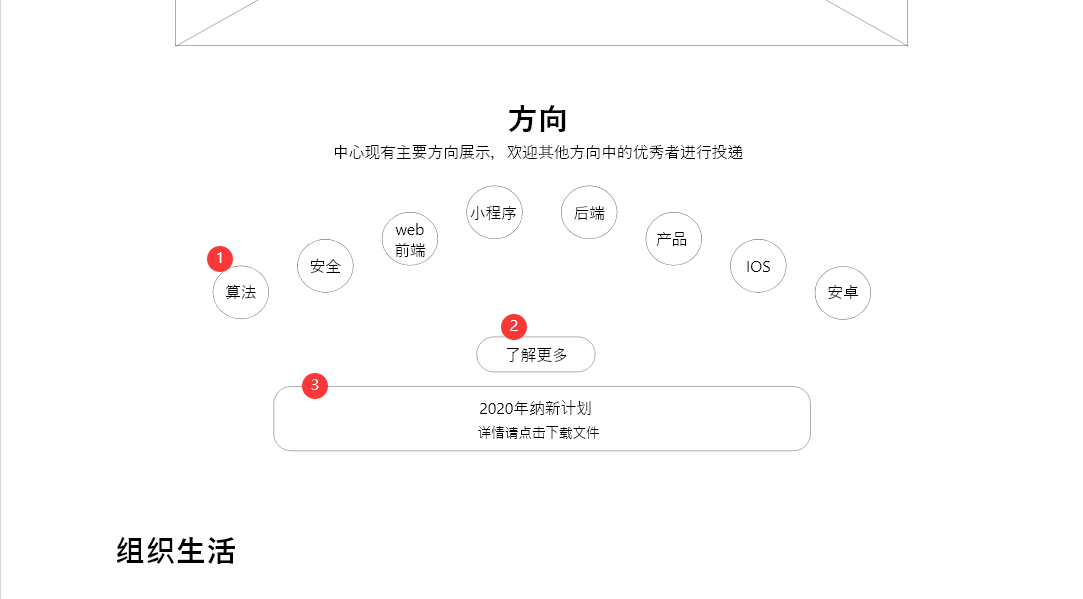 方向
中心现有主要方向展示，欢迎其他方向中的优秀者进行投递
小程序
后端
web
前端
产品
安全
IOS
1
算法
安卓
2
了解更多
3
2020年纳新计划
详情请点击下载文件
组织生活